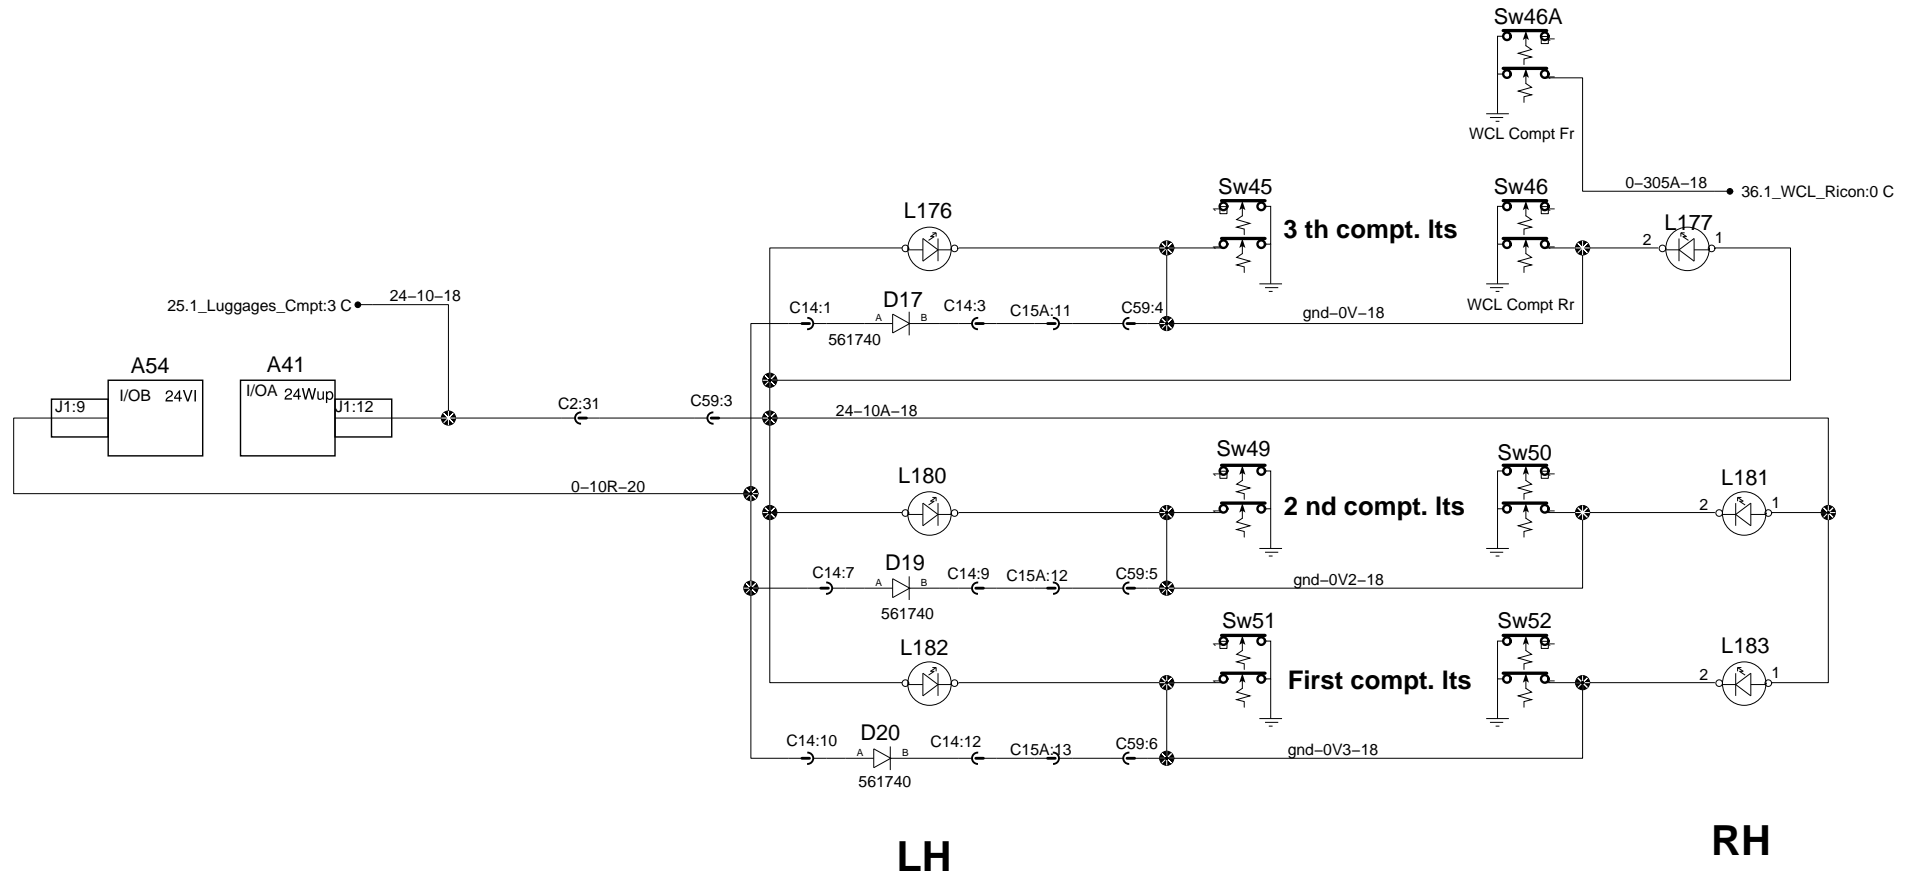 Sw46A
WCL Compt Fr
0-305A-18
36.1_WCL_Ricon:0 C
Sw45
Sw46
L176
3 th compt. lts
L177
2
1
25.1_Luggages_Cmpt:3 C
24-10-18
C14:1
A
D17
B
561740
C14:3
C15A:11
C59:4
gnd-0V-18
WCL Compt Rr
A54
I/OB
24VI
J1:9
A41
I/OA
24Wup
J1:12
C2:31
C59:3
24-10A-18
0-10R-20
L180
Sw49
2 nd compt. lts
Sw50
L181
2
1
C14:7
A
D19
B
561740
C14:9
C15A:12
C59:5
gnd-0V2-18
L182
Sw51
First compt. lts
Sw52
L183
2
1
C14:10
A
D20
B
561740
C14:12
C15A:13
C59:6
gnd-0V3-18
LH
RH